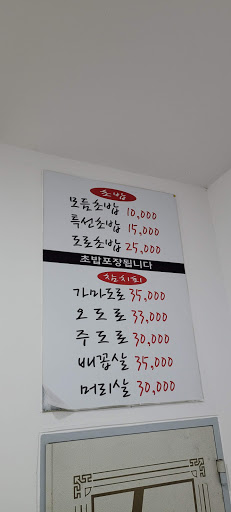 초밥
모듬초밥 10,000
특선초밥 15,000
도로초밥 25,000
초밥포장됩니다
참치회
가마도로 35,000
오도로 33,000
주도로 30,000
배꼽살 35,000
머리살 30,000